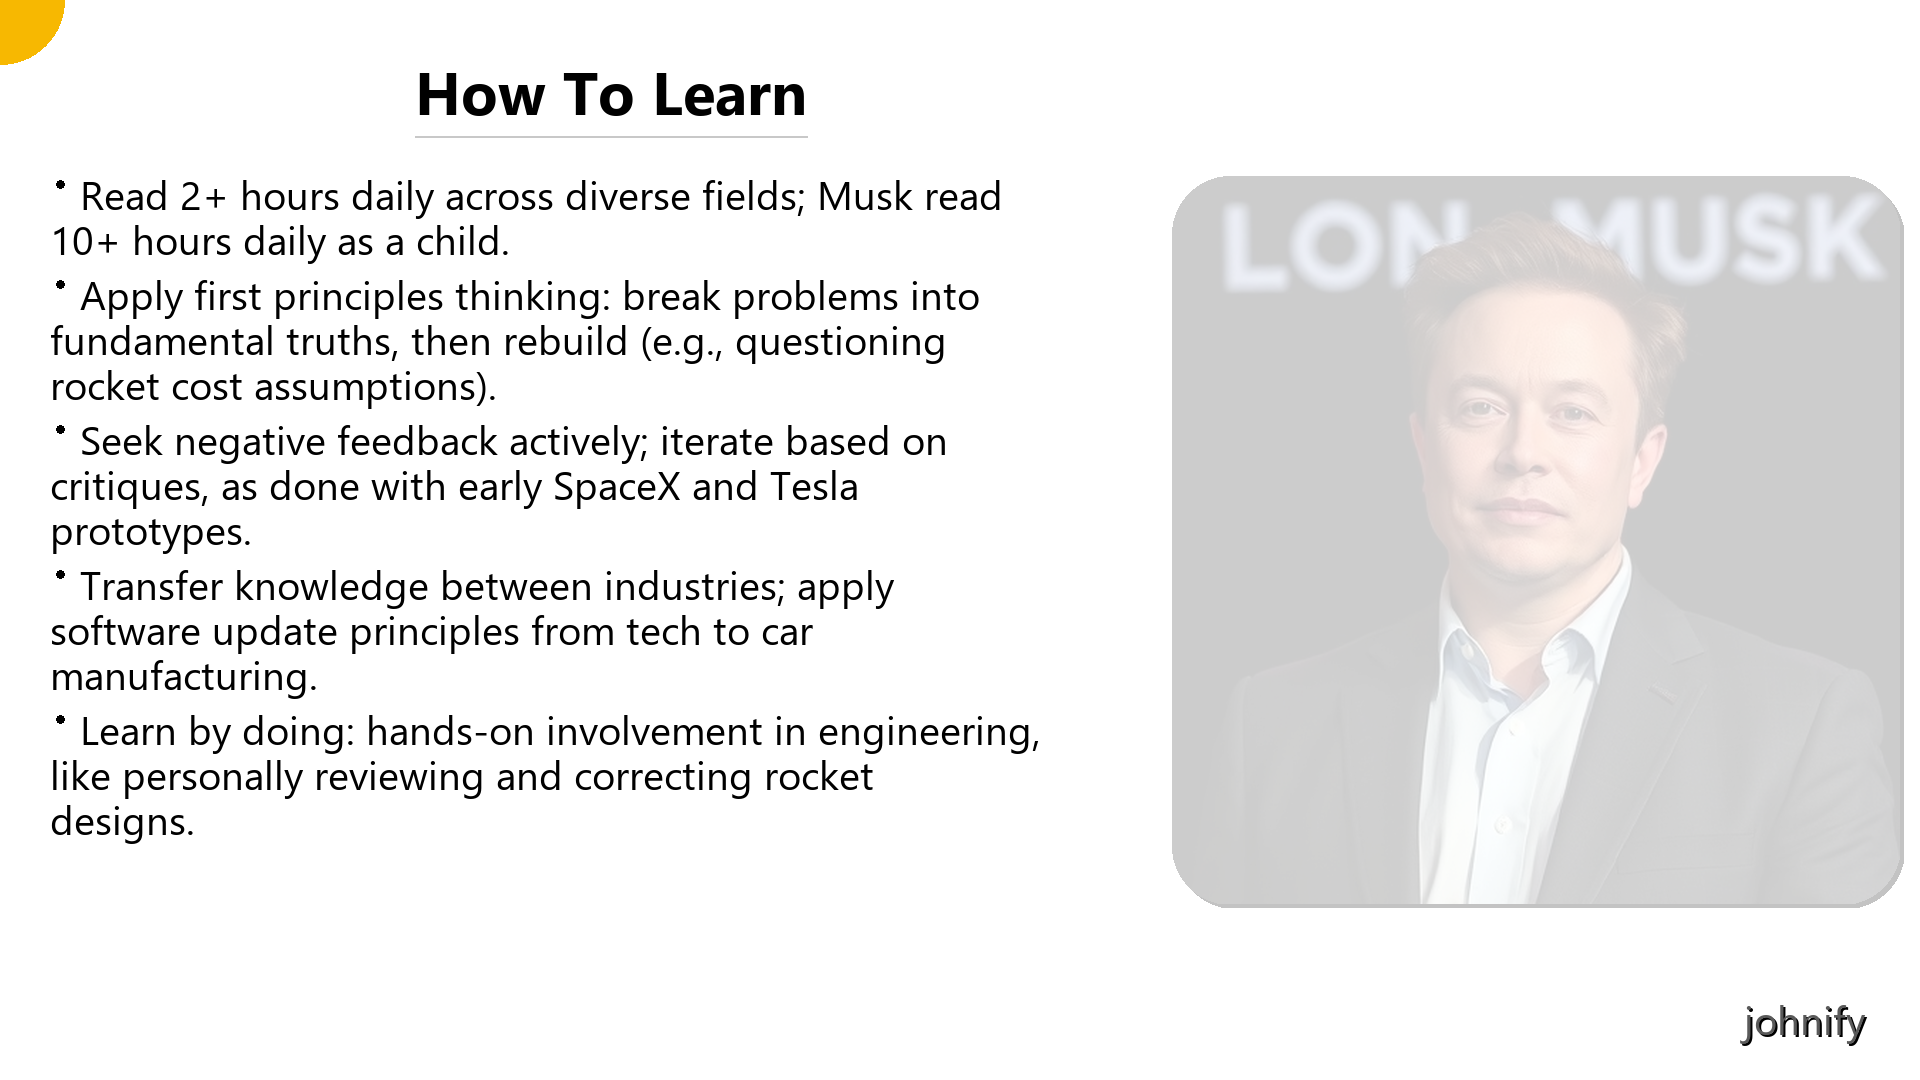 How To Learn
• Read 2+ hours daily across diverse fields; Musk read
10+ hours daily as a child.
• Apply first principles thinking: break problems into
fundamental truths, then rebuild (e.g., questioning
rocket cost assumptions).
• Seek negative feedback actively; iterate based on
critiques, as done with early SpaceX and Tesla
prototypes.
• Transfer knowledge between industries; apply
software update principles from tech to car
manufacturing.
• Learn by doing: hands-on involvement in engineering,
like personally reviewing and correcting rocket
designs.
LON MUSK
johnify